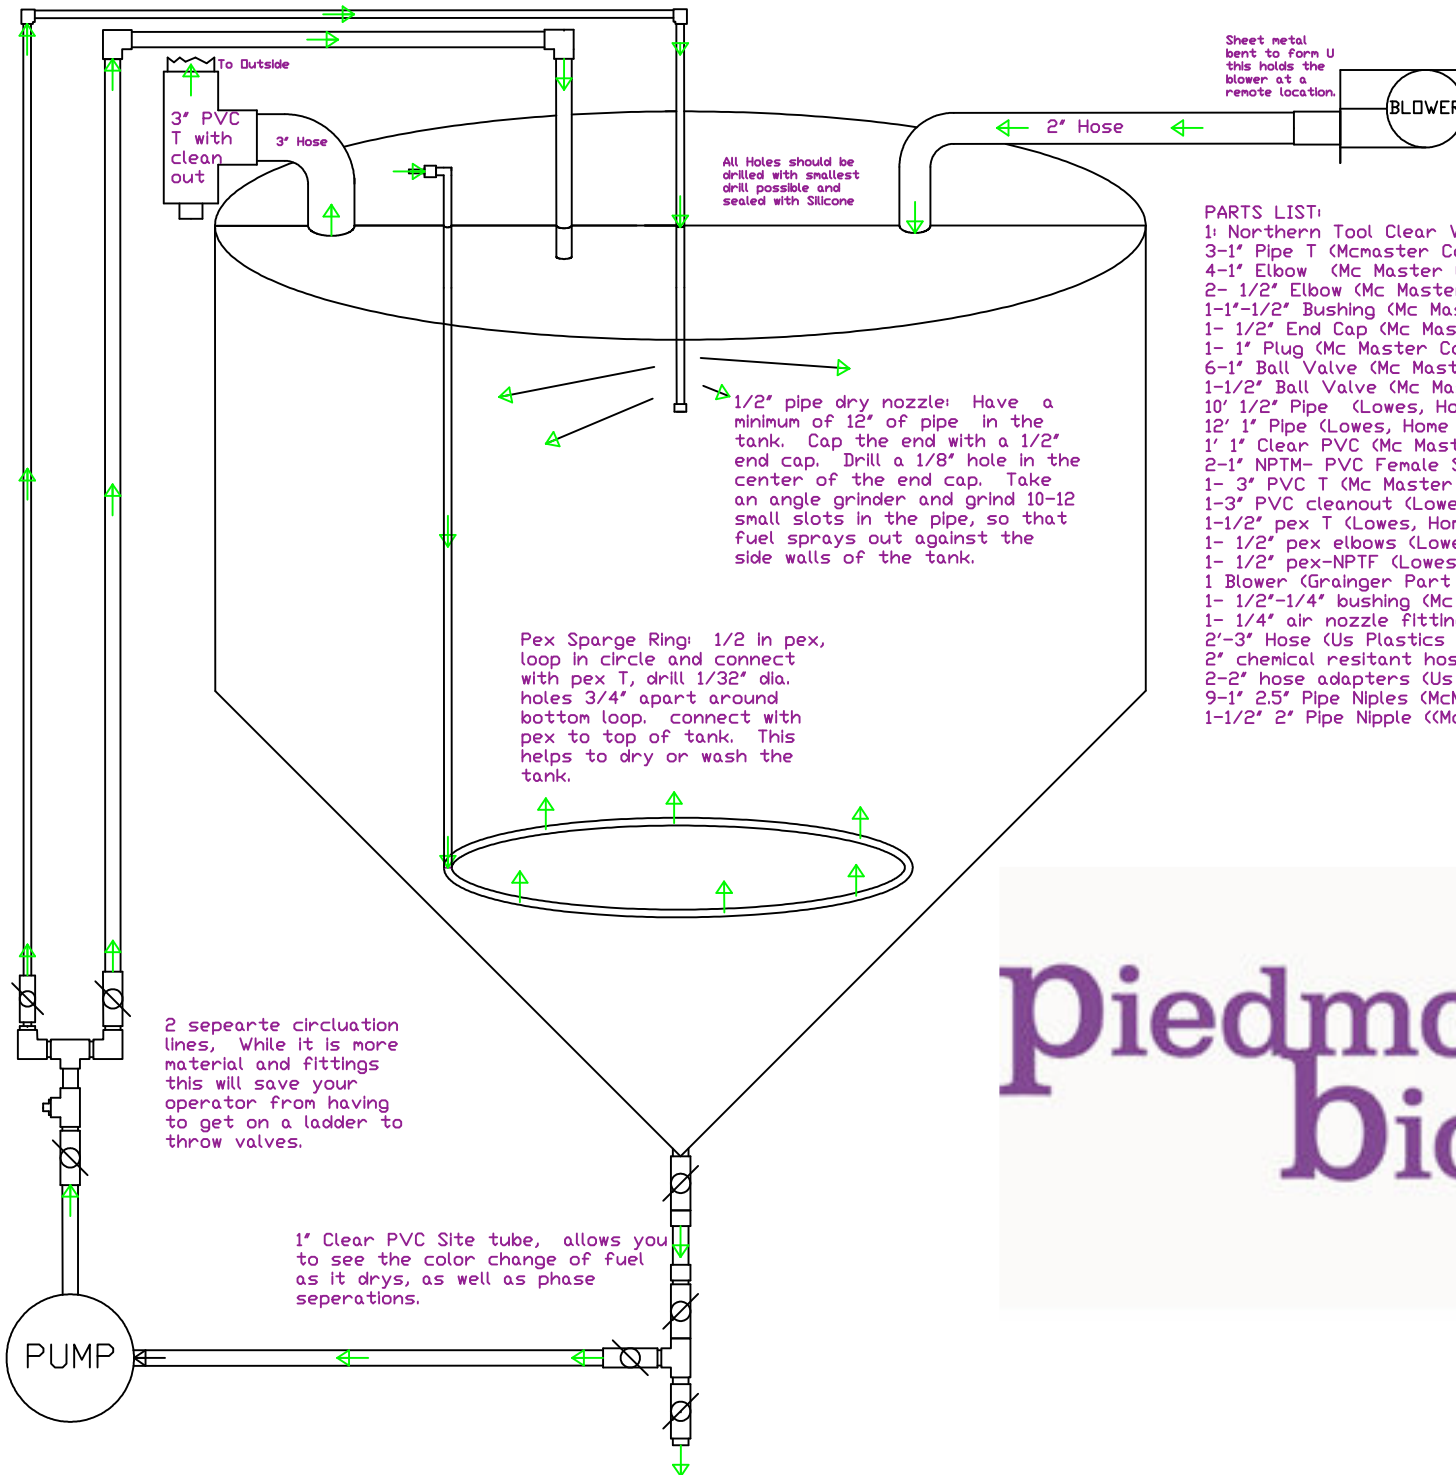 To Outside
3" PVC
T with
clean
out
3" Hose
All Holes should be
drilled with smallest
drill possible and
sealed with Silicone
2" Hose
Sheet metal
bent to form U
this holds the
blower at a
remote location.
BLOWER
PARTS LIST:
1: Northern Tool Clear
3-1" Pipe T (Mcmaster
4-1" Elbow (Mc Master
2- 1/2" Elbow (Mc
1-1"-1/2" Bushing (Mc
1- 1/2" End Cap (Mc
1- 1" Plug (Mc Master
6-1" Ball Valve (Mc
1-1/2" Ball Valve (Mc
10' 1/2" Pipe (Lowes,
12' 1" Pipe (Lowes, Home
1' 1" Clear PVC (Mc
2-1" NPTM- PVC Female
1- 3" PVC T (Mc Master
1-3" PVC cleanout
1-1/2" pex T (Lowes,
1- 1/2" pex elbows
1- 1/2" pex-NPTF
1 Blower (Grainger Part
1- 1/2"-1/4" bushing (Mc
1- 1/4" air nozzle
2'-3" Hose (Us Plastics
2" chemical resitant
2-2" hose adapters (Us
9-1" 2.5" Pipe Niples
1-1/2" 2" Pipe Nipple
1/2" pipe dry nozzle: Have a
minimum of 12" of pipe in the
tank. Cap the end with a 1/2"
end cap. Drill a 1/8" hole in the
center of the end cap. Take
an angle grinder and grind 10-12
small slots in the pipe, so that
fuel sprays out against the
side walls of the tank.
Pex Sparge Ring: 1/2 in pex,
loop in circle and connect
with pex T, drill 1/32" dia.
holes 3/4" apart around
bottom loop. connect with
pex to top of tank. This
helps to dry or wash the
tank.
2 sepearte circluation
lines, While it is more
material and fittings
this will save your
operator from having
to get on a ladder to
throw valves.
1" Clear PVC Site tube, allows you
to see the color change of fuel
as it drys, as well as phase
seperations.
PUMP
piedmo
bio